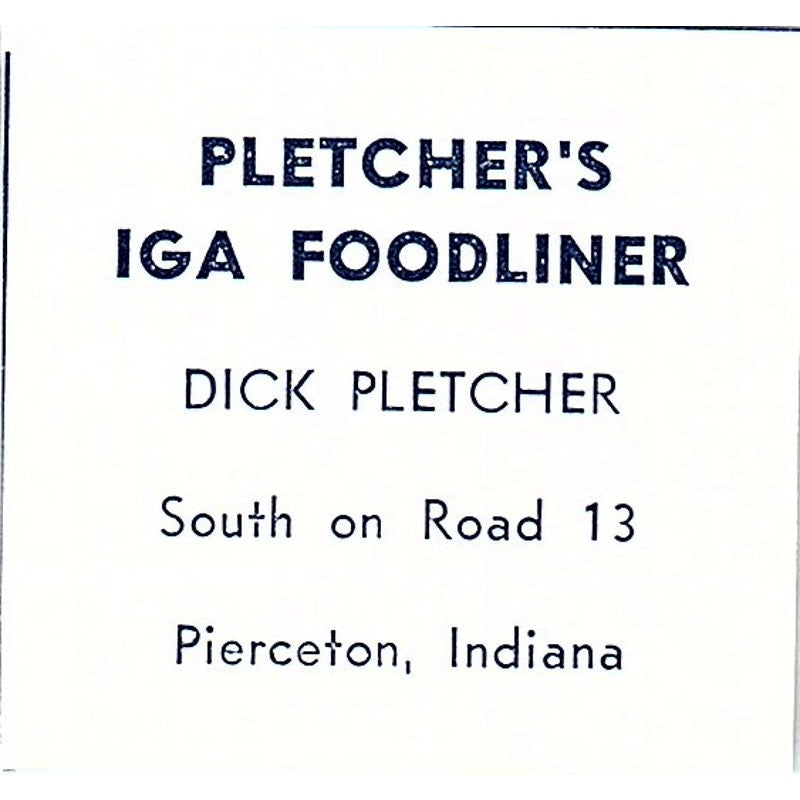 PLETCHER'S
IGA FOODLINER
DICK PLETCHER
South on Road 13
Pierceton, Indiana